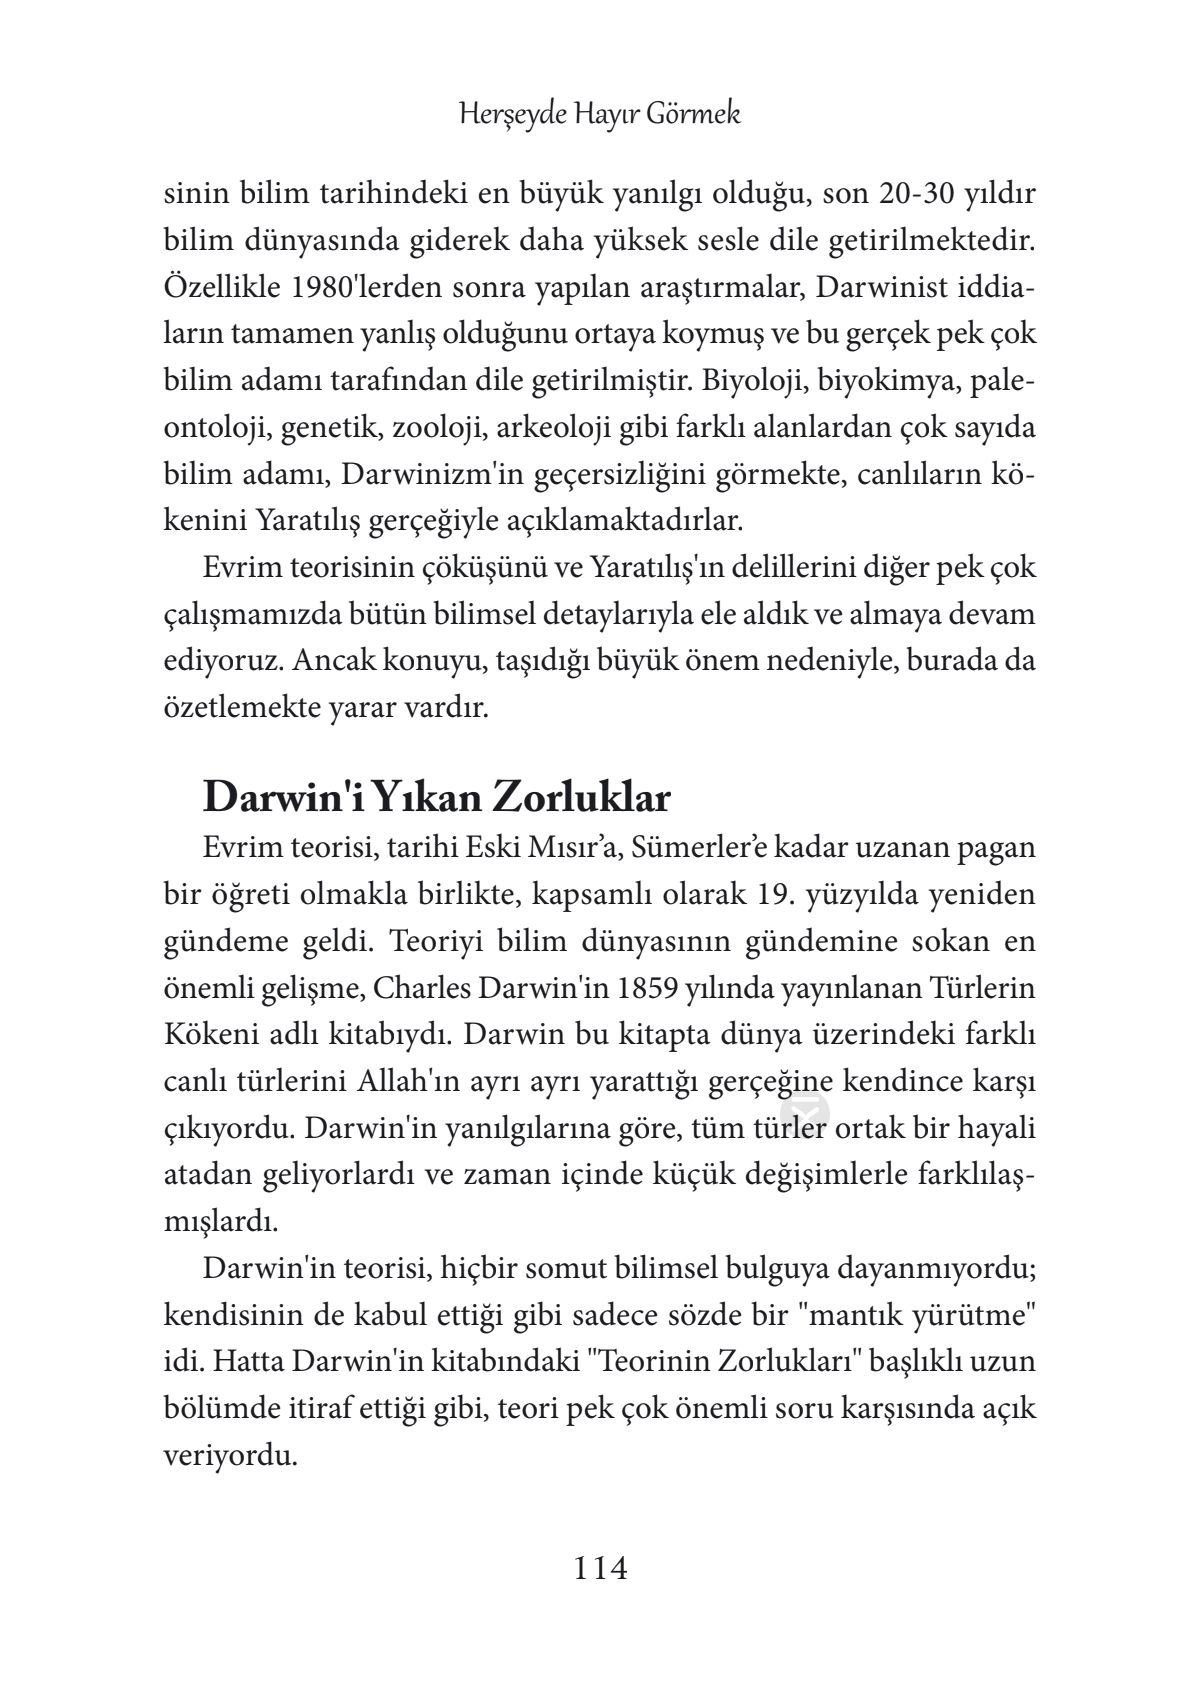 Herşeyde Hayır Görmek
sinin bilim tarihindeki en büyük yanılgı olduğu, son 20-30 yıldır
bilim dünyasında giderek daha yüksek sesle dile getirilmektedir.
Özellikle 1980'lerden sonra yapılan araştırmalar, Darwinist iddia-
ların tamamen yanlış olduğunu ortaya koymuş ve bu gerçek pek çok
bilim adamı tarafından dile getirilmiştir. Biyoloji, biyokimya, pale-
ontoloji, genetik, zooloji, arkeoloji gibi farklı alanlardan çok sayıda
bilim adamı, Darwinizm'in geçersizliğini görmekte, canlıların kö-
kenini Yaratılış gerçeğiyle açıklamaktadırlar.
Evrim teorisinin çöküşünü ve Yaratılış'ın delillerini diğer pek çok
çalışmamızda bütün bilimsel detaylarıyla ele aldık ve almaya devam
ediyoruz. Ancak konuyu, taşıdığı büyük önem nedeniyle, burada da
özetlemekte yarar vardır.
Darwin'i Yıkan Zorluklar
Evrim teorisi, tarihi Eski Mısır’a, Sümerler’e kadar uzanan pagan
bir öğreti olmakla birlikte, kapsamlı olarak 19. yüzyılda yeniden
gündeme geldi. Teoriyi bilim dünyasının gündemine sokan en
önemli gelişme, Charles Darwin'in 1859 yılında yayınlanan Türlerin
Kökeni adlı kitabıydı. Darwin bu kitapta dünya üzerindeki farklı
canlı türlerini Allah'ın ayrı ayrı yarattığı gerçeğine kendince karşı
çıkıyordu. Darwin'in yanılgılarına göre, tüm türler ortak bir hayali
atadan geliyorlardı ve zaman içinde küçük değişimlerle farklılaş-
mışlardı.
Darwin'in teorisi, hiçbir somut bilimsel bulguya dayanmıyordu;
kendisinin de kabul ettiği gibi sadece sözde bir "mantık yürütme"
idi. Hatta Darwin'in kitabındaki "Teorinin Zorlukları" başlıklı uzun
bölümde itiraf ettiği gibi, teori pek çok önemli soru karşısında açık
veriyordu.
114